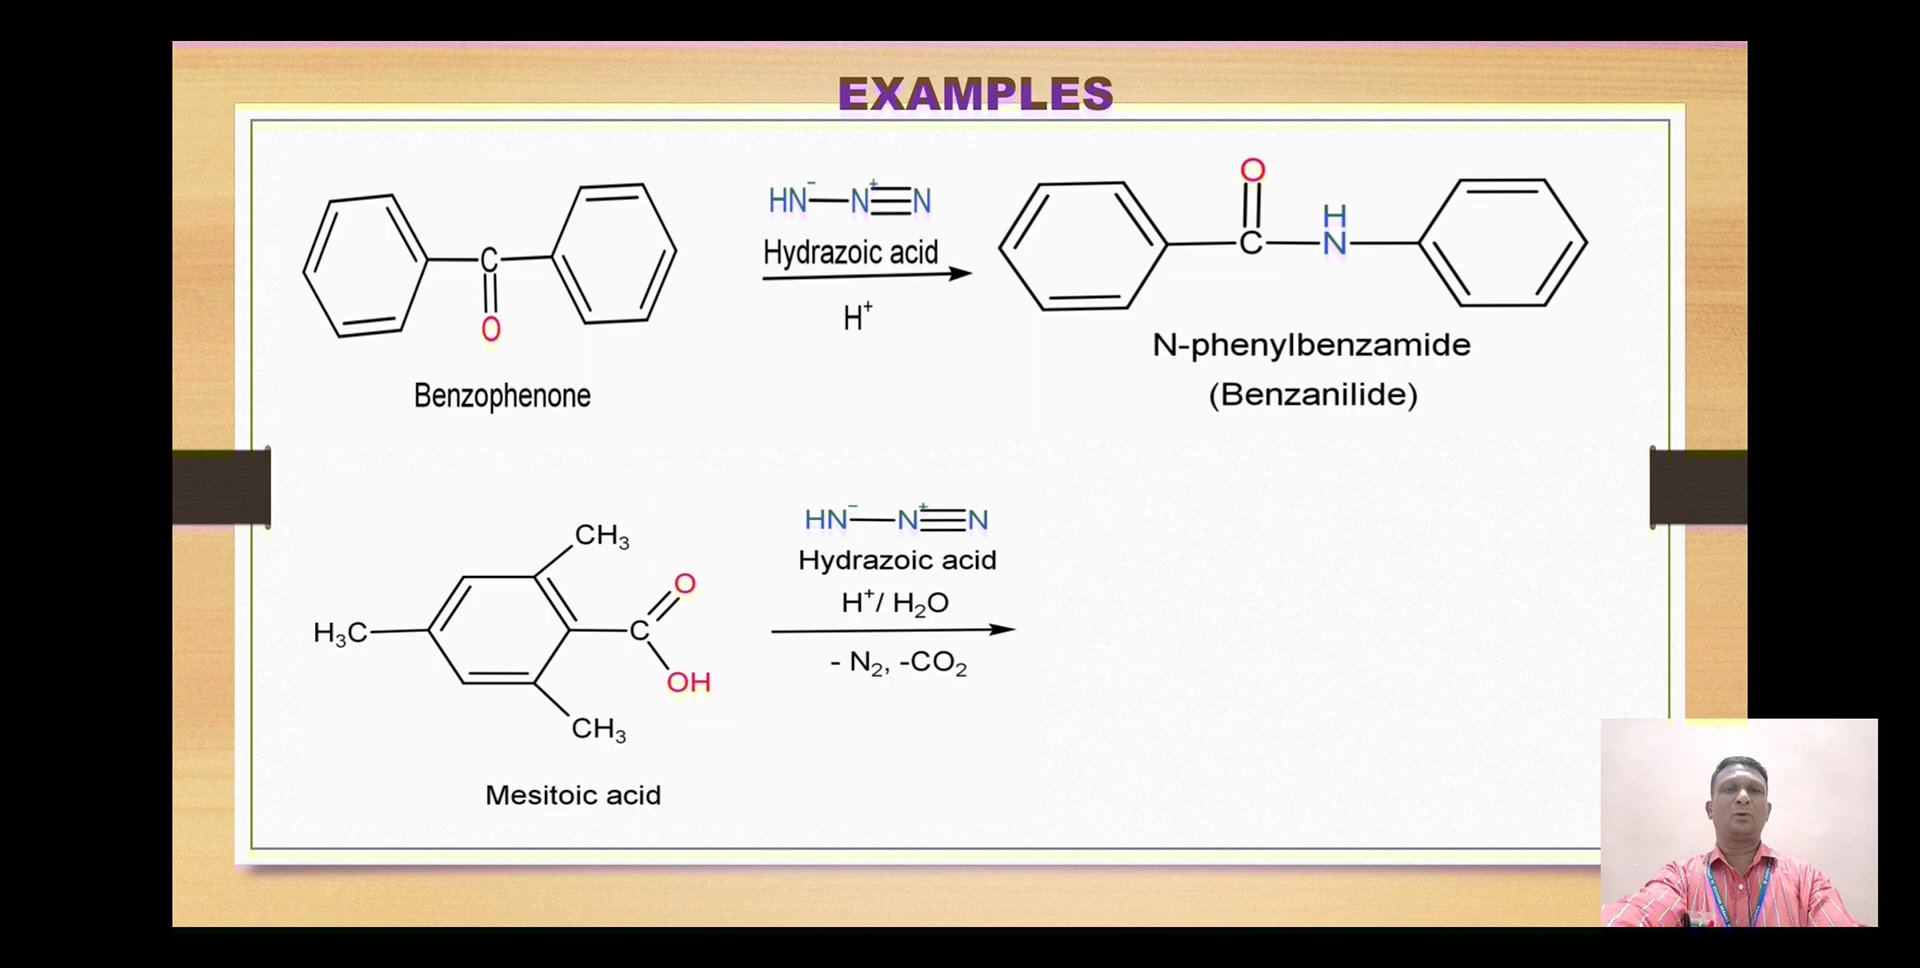 EXAMPLES
HN⁻—N⁺≡N
Hydrazoic acid
H⁺
C
O
Benzophenone
O
C
H
N
N-phenylbenzamide
(Benzanilide)
CH₃
H₃C
C
O
OH
CH₃
Mesitoic acid
HN⁻—N⁺≡N
Hydrazoic acid
H⁺/ H₂O
- N₂, -CO₂